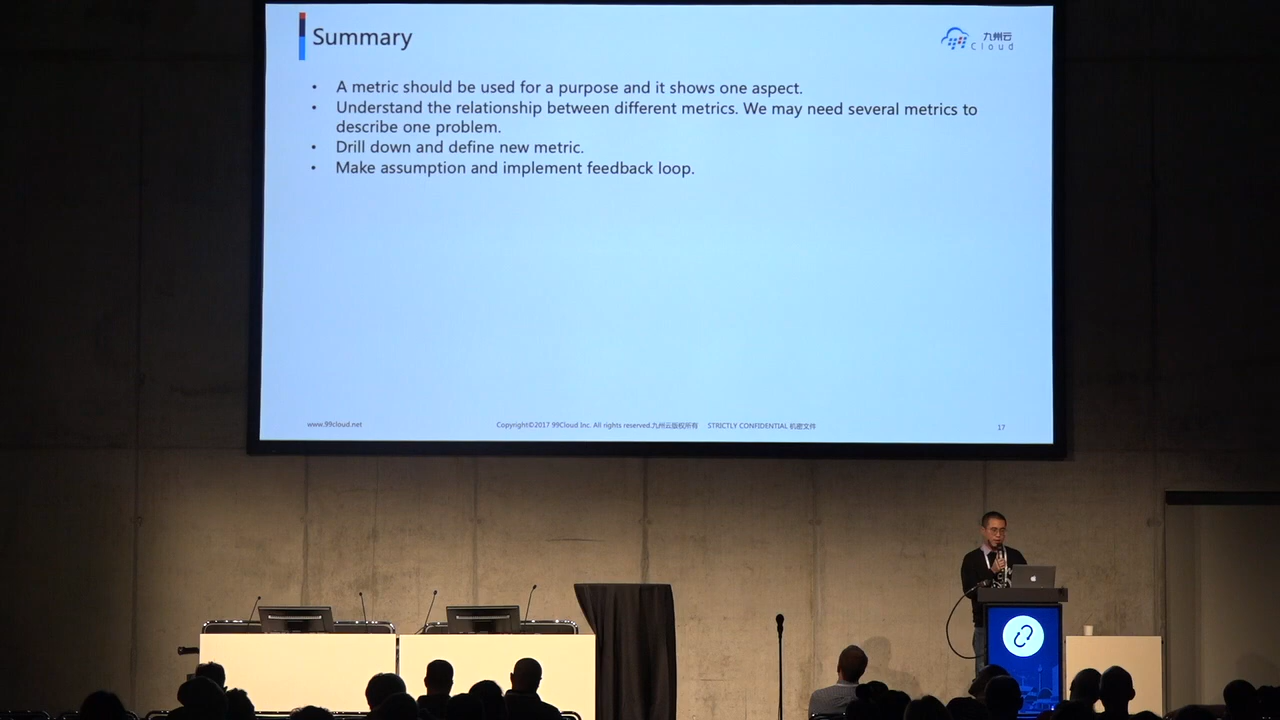 Summary
九州云
Cloud
• A metric should be used for a purpose and it shows one aspect.
• Understand the relationship between different metrics. We may need several metrics to
describe one problem.
• Drill down and define new metric.
• Make assumption and implement feedback loop.
www.99cloud.net
Copyright©2017 99Cloud Inc. All rights reserved.九州云版权所有 STRICTLY CONFIDENTIAL 机密文件
17